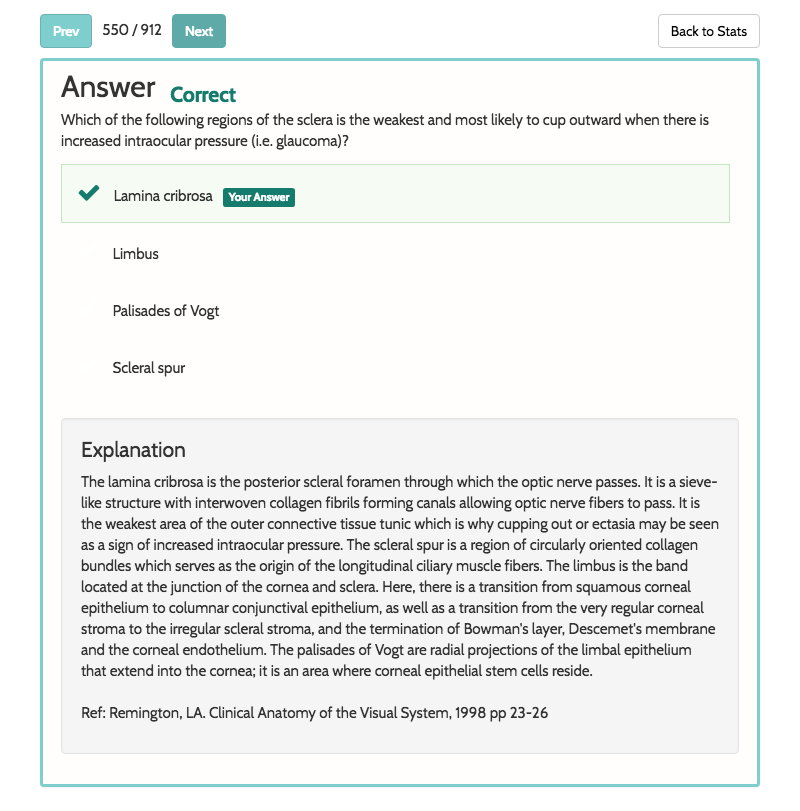 Prev 550 / 912 Next Back to Stats
Answer Correct
Which of the following regions of the sclera is the weakest and most likely to cup outward when there is
increased intraocular pressure (i.e. glaucoma)?
Lamina cribrosa Your Answer
Limbus
Palisades of Vogt
Scleral spur
Explanation
The lamina cribrosa is the posterior scleral foramen through which the optic nerve passes. It is a sieve-
like structure with interwoven collagen fibrils forming canals allowing optic nerve fibers to pass. It is
the weakest area of the outer connective tissue tunic which is why cupping out or ectasia may be seen
as a sign of increased intraocular pressure. The scleral spur is a region of circularly oriented collagen
bundles which serves as the origin of the longitudinal ciliary muscle fibers. The limbus is the band
located at the junction of the cornea and sclera. Here, there is a transition from squamous corneal
epithelium to columnar conjunctival epithelium, as well as a transition from the very regular corneal
stroma to the irregular scleral stroma, and the termination of Bowman's layer, Descemet's membrane
and the corneal endothelium. The palisades of Vogt are radial projections of the limbal epithelium
that extend into the cornea; it is an area where corneal epithelial stem cells reside.
Ref: Remington, LA. Clinical Anatomy of the Visual System, 1998 pp 23-26